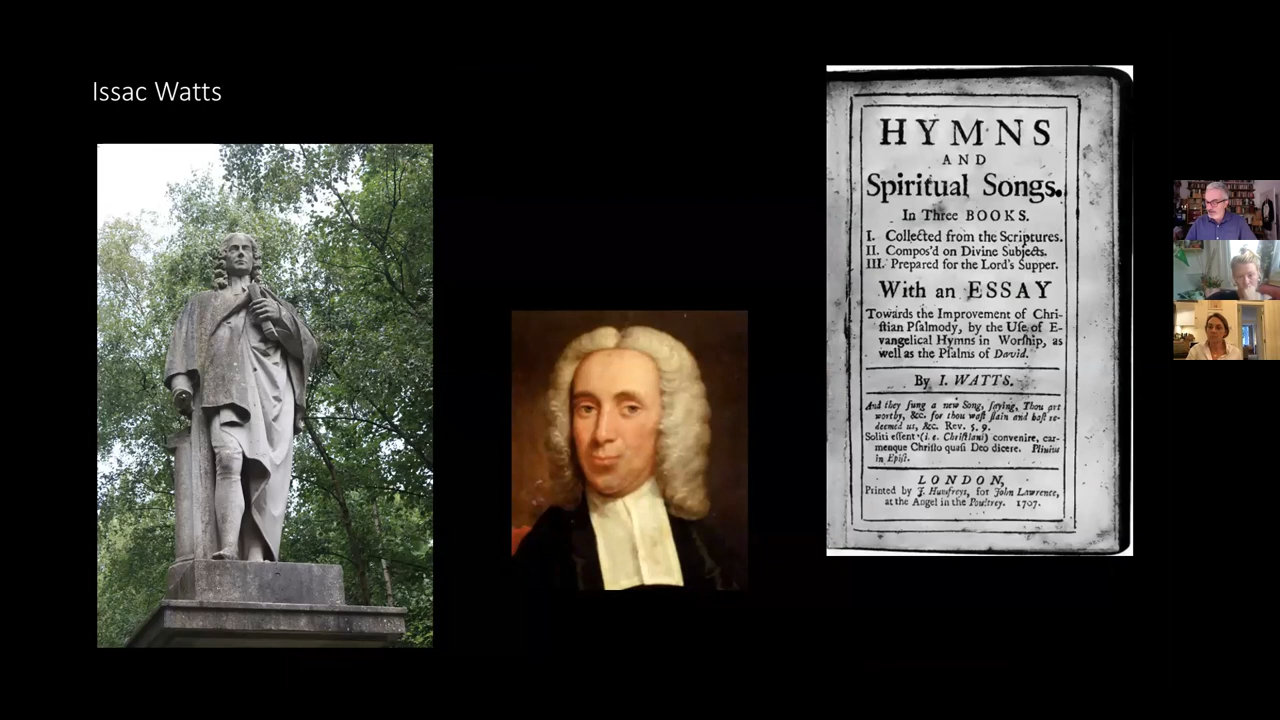 Issac Watts
HYMNS
AND
Spiritual Songs.
In Three BOOKS.
I. Collected from the Scriptures.
II. Compos'd on Divine Subjects.
III. Prepared for the Lord's Supper.
With an ESSAY
Towards the Improvement of Chri-
ſtian Pſalmody, by the Uſe of E-
vangelical Hymns in Worſhip, as
well as the Pſalms of David.
By I. WATTS.
And they ſung a new Song, ſaying, Thou art
worthy, &c. for thou waſt ſlain and haſt re-
deemed us, &c. Rev. 5. 9.
Soliti eſſent (i. e. Chriſtiani) convenire, car-
menque Chriſto quaſi Deo dicere. Plinius
in Epiſt.
LONDON,
Printed by J. Humfreys, for John Lawrence,
at the Angel in the Poultrey. 1707.